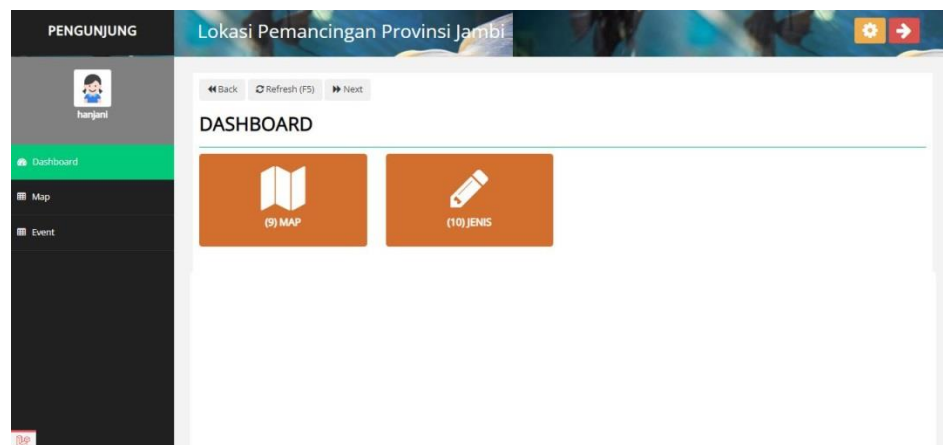 PENGUNJUNG
Lokasi Pemancingan Provinsi Jambi
hanjani
Back Refresh (F5) Next
DASHBOARD
Dashboard
Map
Event
(9) MAP
(10) JENIS